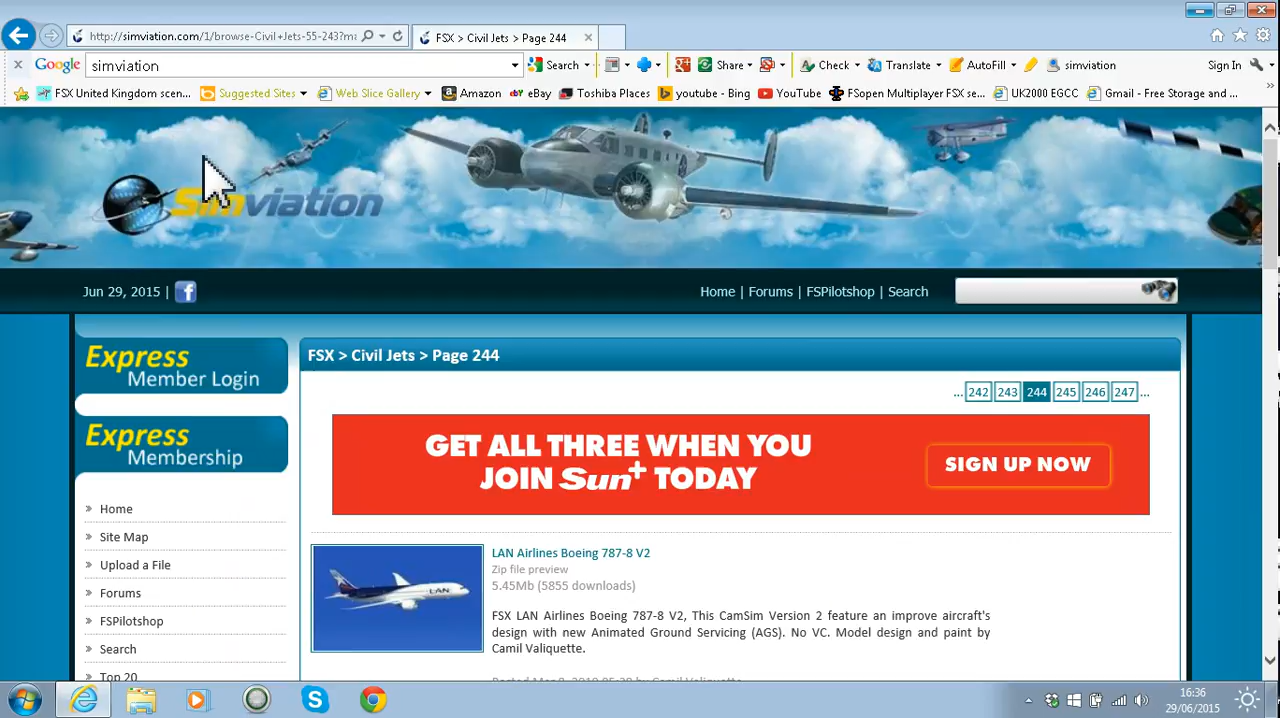 http://simviation.com/1/browse-Civil+Jets-55-243?m
FSX > Civil Jets > Page 244
Google simviation Search Share Check Translate AutoFill simviation Sign In
FSX United Kingdom scen... Suggested Sites Web Slice Gallery Amazon eBay Toshiba Places youtube - Bing YouTube FSopen Multiplayer FSX se... UK2000 EGCC Gmail - Free Storage and ...
Simviation
Jun 29, 2015 | Home | Forums | FSPilotshop | Search
Express
Member Login
Express
Membership
Home
Site Map
Upload a File
Forums
FSPilotshop
Search
Top 20
FSX > Civil Jets > Page 244
... 242 243 244 245 246 247 ...
GET ALL THREE WHEN YOU
JOIN Sun+ TODAY
SIGN UP NOW
LAN Airlines Boeing 787-8 V2
Zip file preview
5.45Mb (5855 downloads)
FSX LAN Airlines Boeing 787-8 V2, This CamSim Version 2 feature an improve aircraft's
design with new Animated Ground Servicing (AGS). No VC. Model design and paint by
Camil Valiquette.
LAN
16:36
29/06/2015